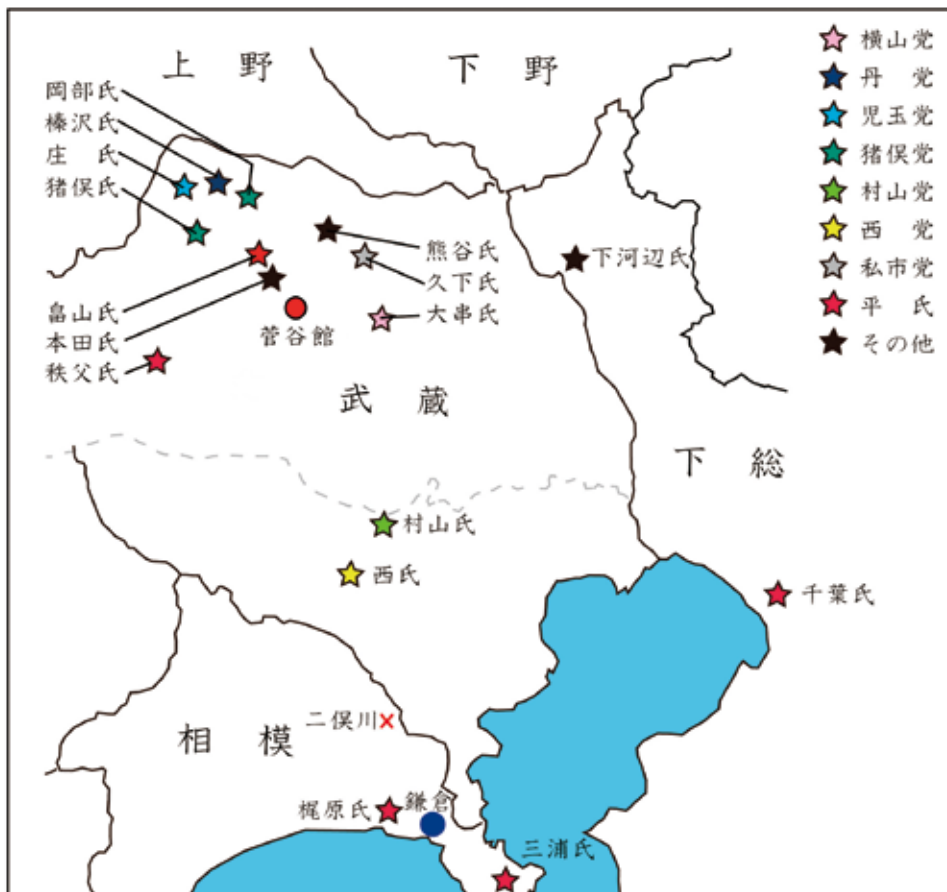 上野
下野
横山党
丹党
児玉党
猪俣党
村山党
西党
私市党
平氏
その他
岡部氏
榛沢氏
庄氏
猪俣氏
熊谷氏
久下氏
大串氏
下河辺氏
畠山氏
本田氏
秩父氏
菅谷館
武蔵
下総
村山氏
西氏
千葉氏
二俣川
相模
梶原氏
鎌倉
三浦氏